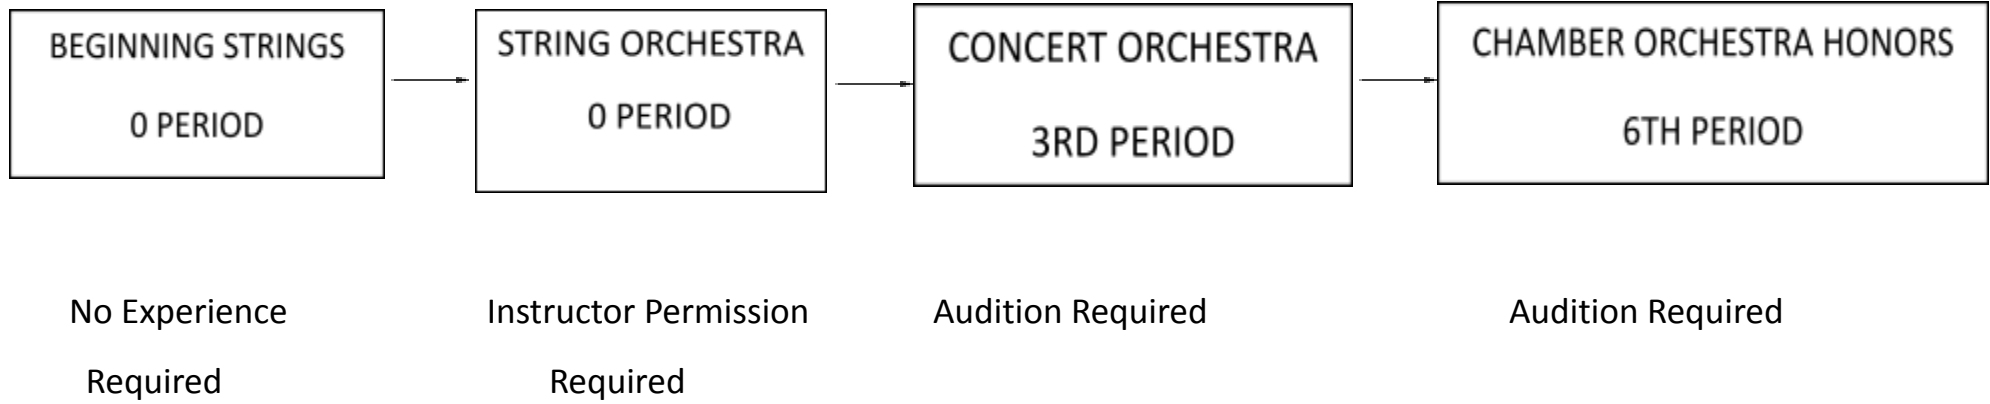 BEGINNING STRINGS
0 PERIOD
STRING ORCHESTRA
0 PERIOD
CONCERT ORCHESTRA
3RD PERIOD
CHAMBER ORCHESTRA HONORS
6TH PERIOD
No Experience
Required
Instructor Permission
Required
Audition Required
Audition Required